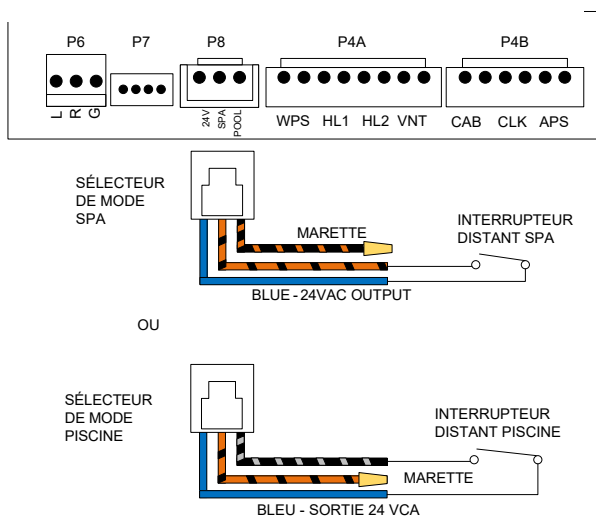 P6 P7 P8 P4A P4B
L R G
24V SPA POOL
WPS HL1 HL2 VNT CAB CLK APS
SÉLECTEUR
DE MODE
SPA
MARETTE
INTERRUPTEUR
DISTANT SPA
BLUE - 24VAC OUTPUT
OU
SÉLECTEUR
DE MODE
PISCINE
INTERRUPTEUR
DISTANT PISCINE
MARETTE
BLEU - SORTIE 24 VCA